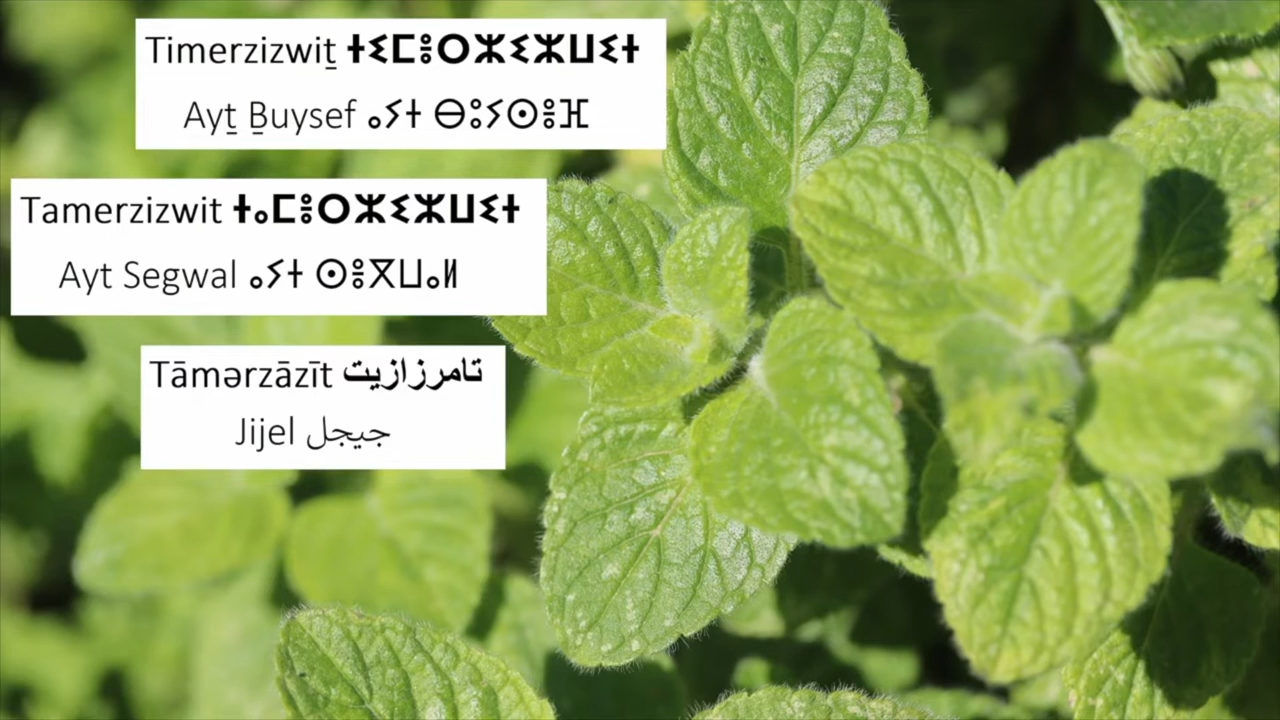 Timerzizwiṯ ⵜⵉⵎⴻⵔⵣⵉⵣⵡⵉⵜ
Ayṯ Ḇuysef ⴰⵢⵜ ⴱⵓⵢⵙⴻⴼ
Tamerzizwit ⵜⴰⵎⴻⵔⵣⵉⵣⵡⵉⵜ
Ayt Segwal ⴰⵢⵜ ⵙⴻⴳⵡⴰⵍ
Tāmərzāzīt تامرزازيت
Jijel جيجل